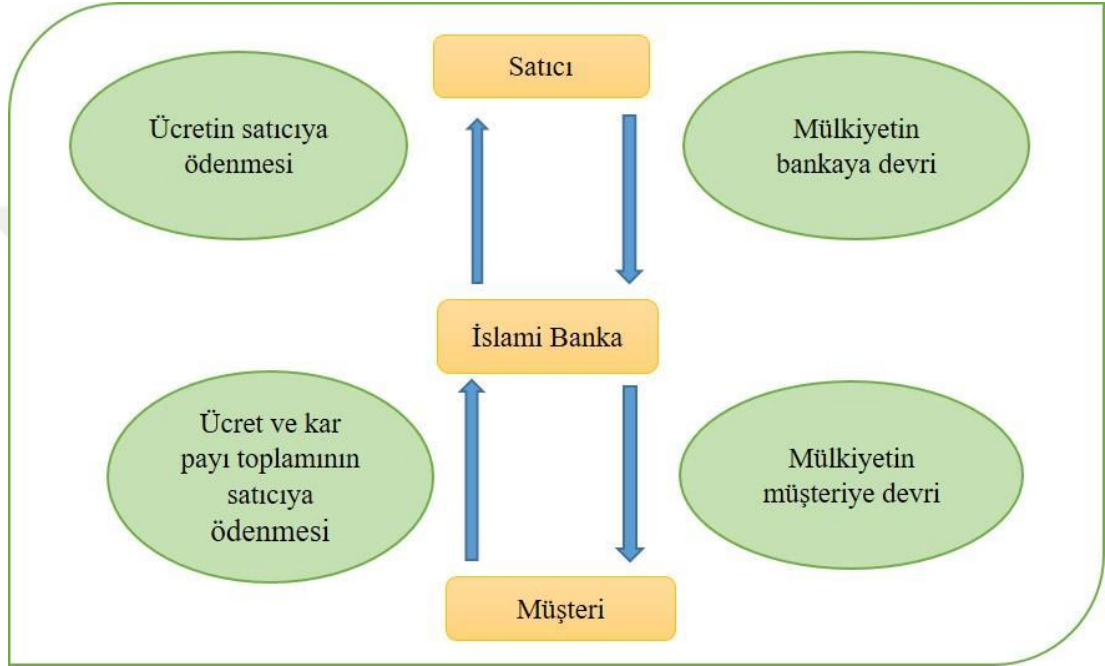 Satıcı
Ücretin satıcıya
ödenmesi
Mülkiyetin
bankaya devri
İslami Banka
Ücret ve kar
payı toplamının
satıcıya
ödenmesi
Mülkiyetin
müşteriye devri
Müşteri